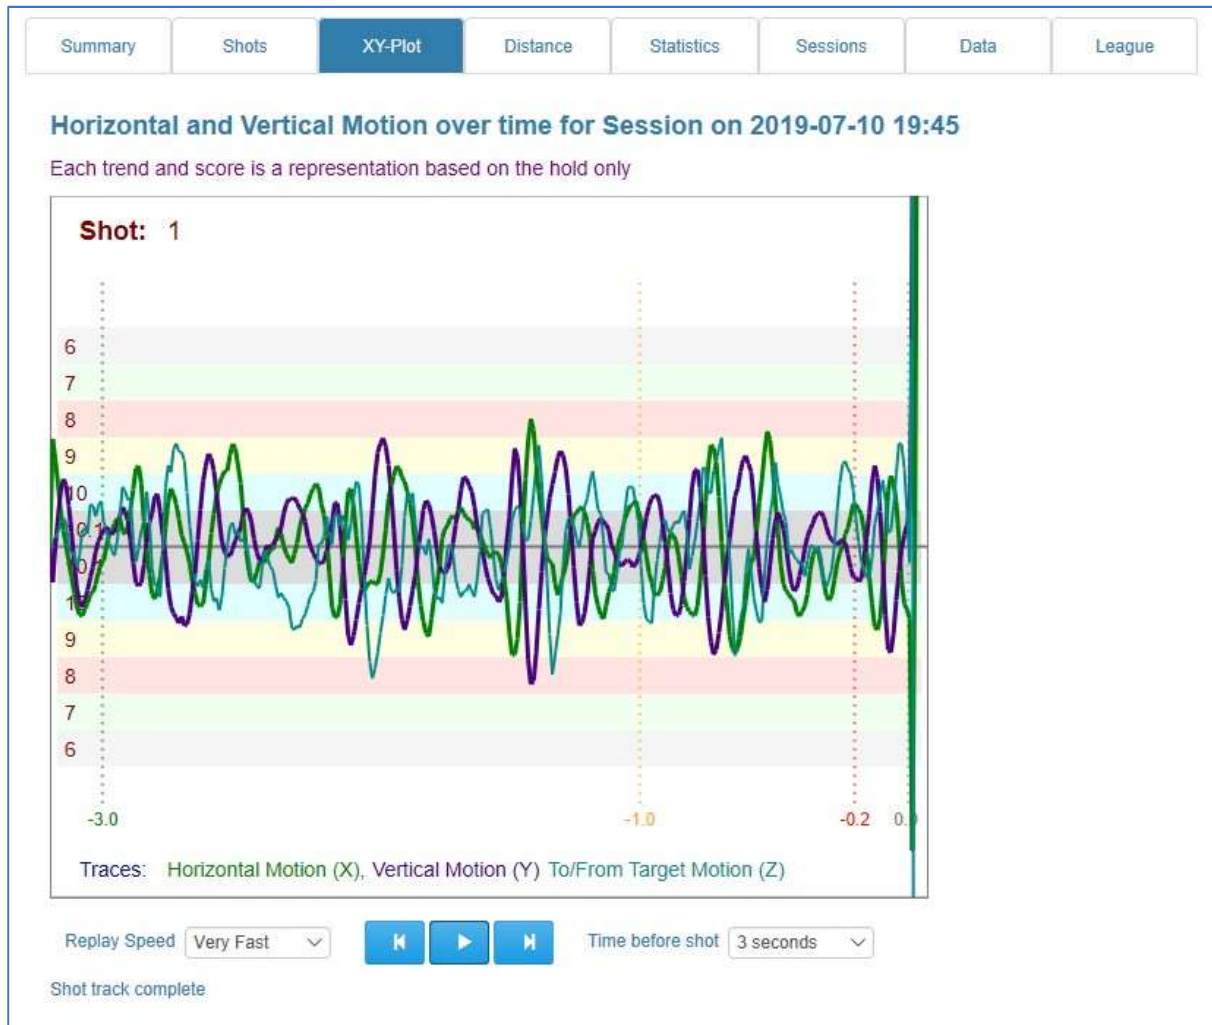 Summary Shots XY-Plot Distance Statistics Sessions Data League
Horizontal and Vertical Motion over time for Session on 2019-07-10 19:45
Each trend and score is a representation based on the hold only
Shot: 1
6
7
8
9
10
9
8
7
6
-3.0 -1.0 -0.2
Traces: Horizontal Motion (X), Vertical Motion (Y) To/From Target Motion (Z)
Replay Speed Very Fast Time before shot 3 seconds
Shot track complete